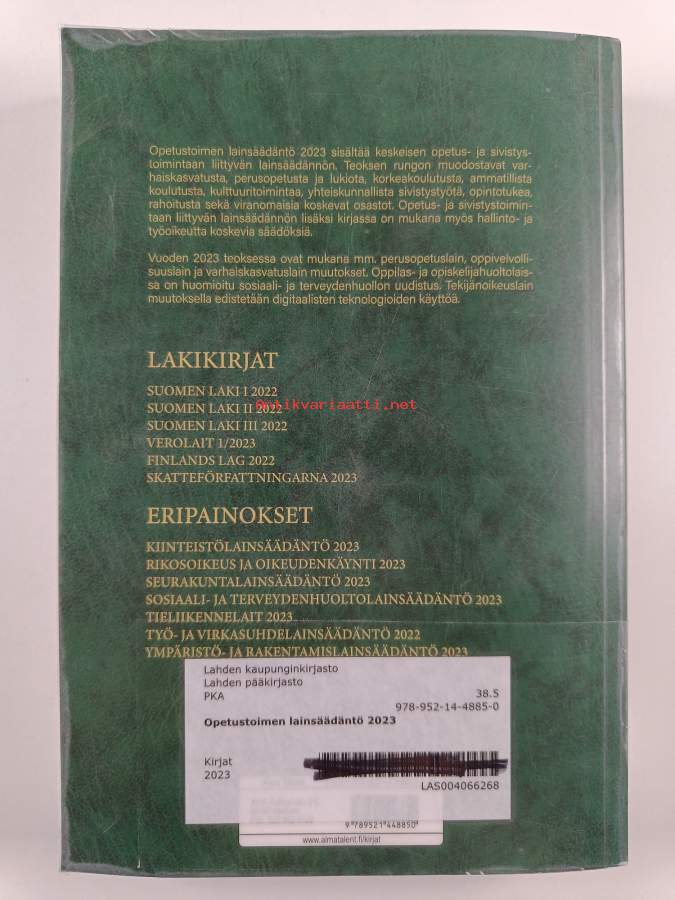 Opetustoimen lainsäädäntö 2023 sisältää keskeisen opetus- ja sivistys-
toimintaan liittyvän lainsäädännön. Teoksen rungon muodostavat var-
haiskasvatusta, perusopetusta ja lukiota, korkeakoulutusta, ammatillista
koulutusta, kulttuuritoimintaa, yhteiskunnallista sivistystyötä, opintotukea,
rahoitusta sekä viranomaisia koskevat osastot. Opetus- ja sivistystoimin-
taan liittyvän lainsäädännön lisäksi kirjassa on mukana myös hallinto- ja
työoikeutta koskevia säädöksiä.
Vuoden 2023 teoksessa ovat mukana mm. perusopetuslain, oppivelvolli-
suuslain ja varhaiskasvatuslain muutokset. Oppilas- ja opiskelijahuoltolais-
sa on huomioitu sosiaali- ja terveydenhuollon uudistus. Tekijänoikeuslain
muutoksella edistetään digitaalisten teknologioiden käyttöä.
LAKIKIRJAT
SUOMEN LAKI I 2022
SUOMEN LAKI II 2022
antikvariaatti.net
SUOMEN LAKI III 2022
VEROLAIT 1/2023
FINLANDS LAG 2022
SKATTEFÖRFATTNINGARNA 2023
ERIPAINOKSET
KIINTEISTÖLAINSÄÄDÄNTÖ 2023
RIKOSOIKEUS JA OIKEUDENKÄYNTI 2023
SEURAKUNTALAINSÄÄDÄNTÖ 2023
SOSIAALI- JA TERVEYDENHUOLTOLAINSÄÄDÄNTÖ 2023
TIELIIKENNELAIT 2023
TYÖ- JA VIRKASUHDELAINSÄÄDÄNTÖ 2022
YMPÄRISTÖ- JA RAKENTAMISLAINSÄÄDÄNTÖ 2023
Lahden kaupunginkirjasto
Lahden pääkirjasto
PKA 38.5
978-952-14-4885-0
Opetustoimen lainsäädäntö 2023
Kirjat
2023
LAS004066268
9 789521 448850
www.almatalent.fi/kirjat